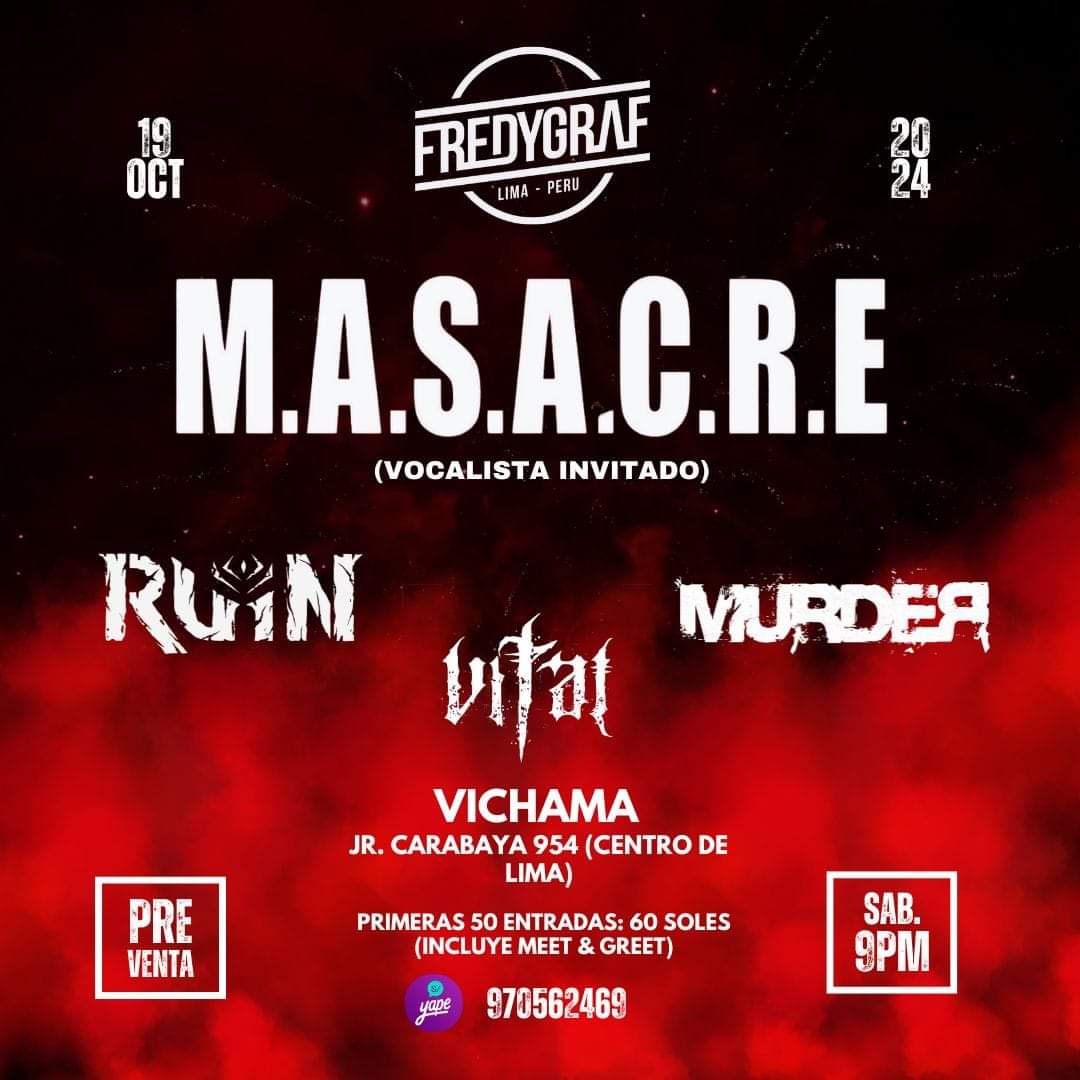 FREDYGRAF
LIMA - PERU
19
OCT
20
24
M.A.S.A.C.R.E
(VOCALISTA INVITADO)
RUIN
MURDER
VITAL
VICHAMA
JR. CARABAYA 954 (CENTRO DE
LIMA)
PRE
VENTA
PRIMERAS 50 ENTRADAS: 60 SOLES
(INCLUYE MEET & GREET)
SAB.
9PM
S/
yape
970562469